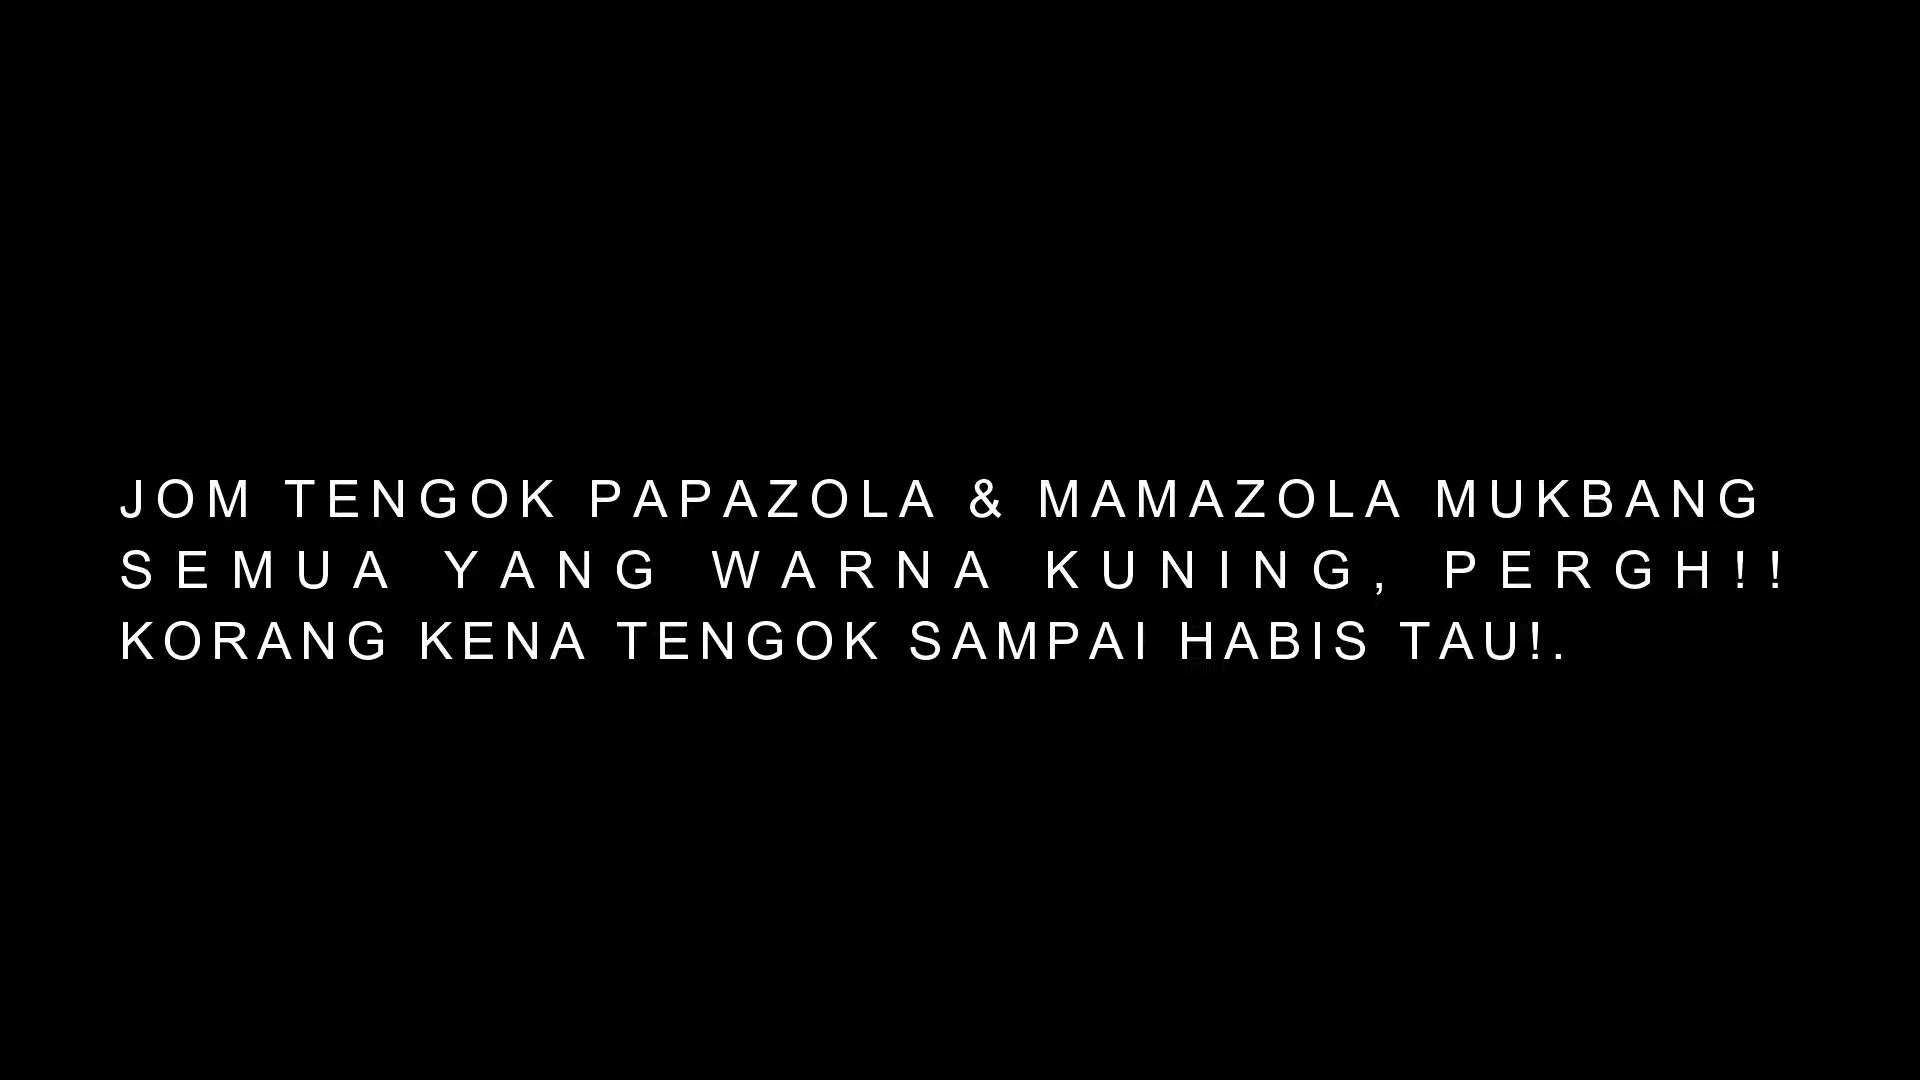 JOM TENGOK PAPAZOLA & MAMAZOLA MUKBANG
SEMUA YANG WARNA KUNING, PERGH!!
KORANG KENA TENGOK SAMPAI HABIS TAU!.